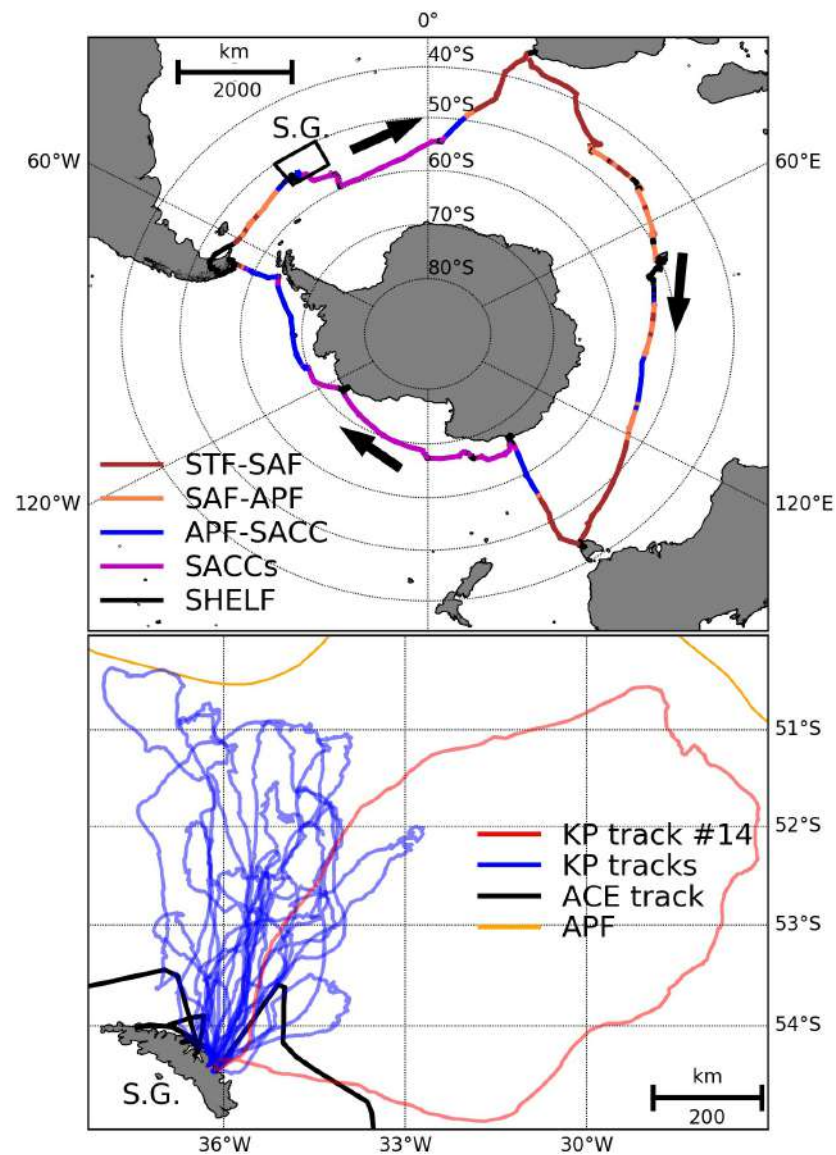 0°
km
2000
40°S
50°S
S.G.
60°W
60°S
60°E
70°S
80°S
STF-SAF
SAF-APF
120°W
120°E
APF-SACC
SACCs
SHELF
51°S
KP track #14
52°S
KP tracks
ACE track
53°S
APF
54°S
km
S.G.
200
36°W
33°W
30°W